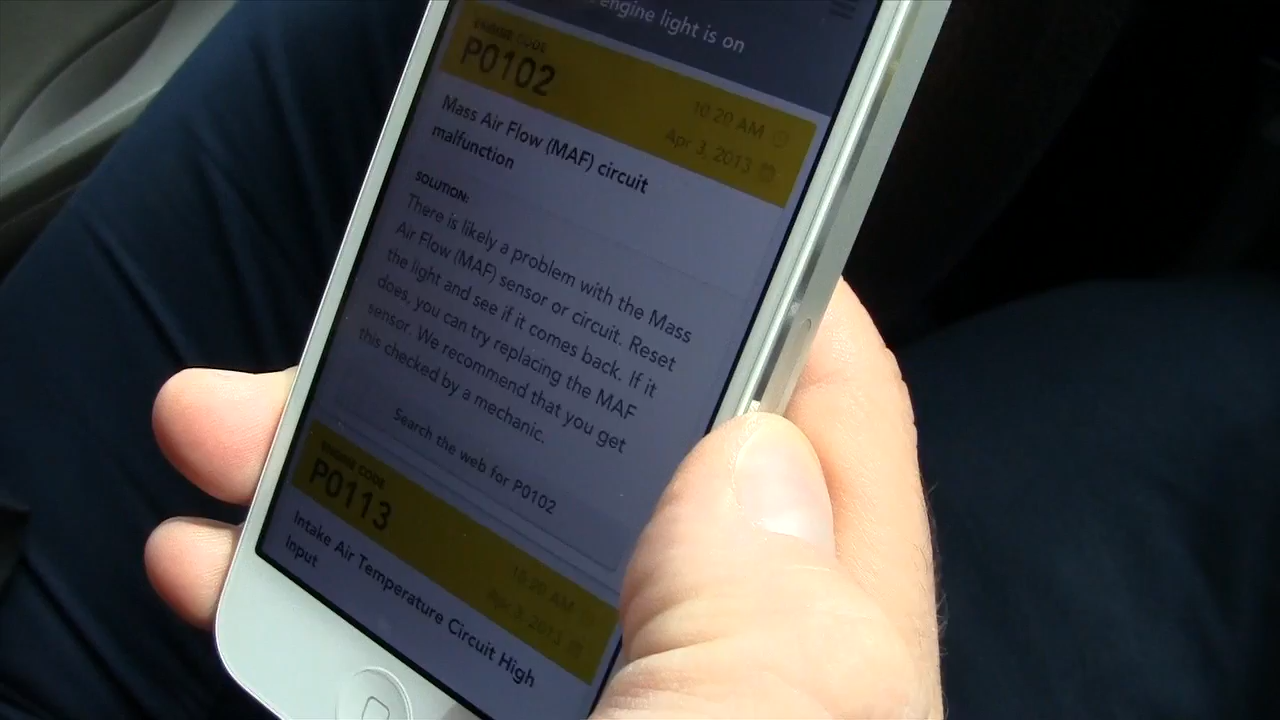 engine light is on
ENGINE CODE
P0102
10:20 AM
Apr 3, 2013
Mass Air Flow (MAF) circuit
malfunction
SOLUTION:
There is likely a problem with the Mass
Air Flow (MAF) sensor or circuit. Reset
the light and see if it comes back. If it
does, you can try replacing the MAF
sensor. We recommend that you get
this checked by a mechanic.
Search the web for P0102
ENGINE CODE
P0113
10:20 AM
Apr 3, 2013
Intake Air Temperature Circuit High
Input